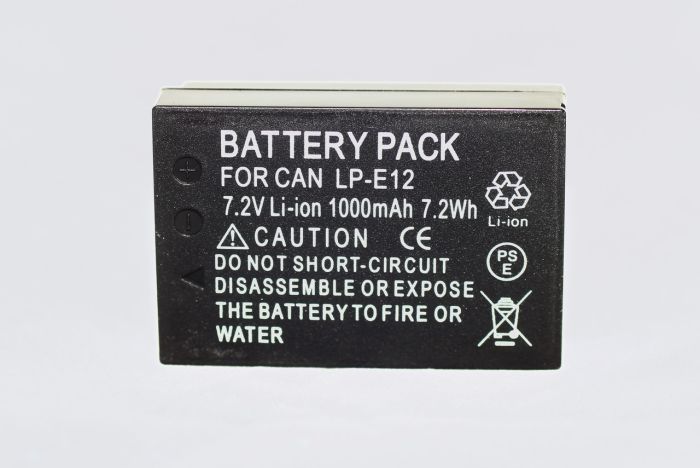 BATTERY PACK
FOR CAN LP-E12
7.2V Li-ion 1000mAh 7.2Wh
Li-ion
CAUTION CE
DO NOT SHORT-CIRCUIT
DISASSEMBLE OR EXPOSE
THE BATTERY TO FIRE OR
WATER
PS
E